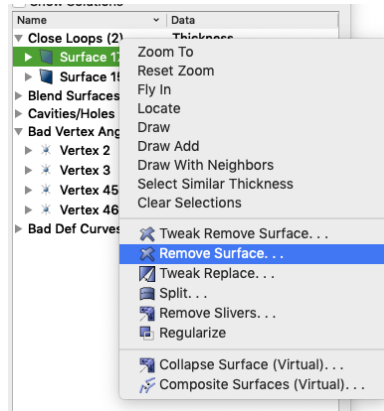 Show Solutions
Name Data
Close Loops (2) Thickness
Surface 17
Zoom To
Surface 15
Reset Zoom
Blend Surfaces
Fly In
Cavities/Holes
Locate
Bad Vertex Ang
Draw
Vertex 2
Draw Add
Vertex 3
Draw With Neighbors
Vertex 45
Select Similar Thickness
Vertex 46
Clear Selections
Bad Def Curves
Tweak Remove Surface. . .
Remove Surface. . .
Tweak Replace. . .
Split. . .
Remove Slivers. . .
Regularize
Collapse Surface (Virtual). . .
Composite Surfaces (Virtual). . .